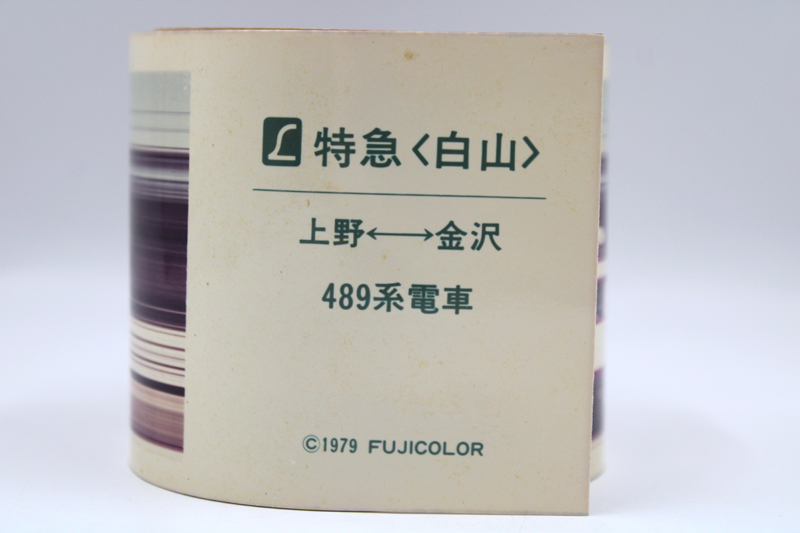 L 特急〈白山〉
上野←→金沢
489系電車
©1979 FUJICOLOR